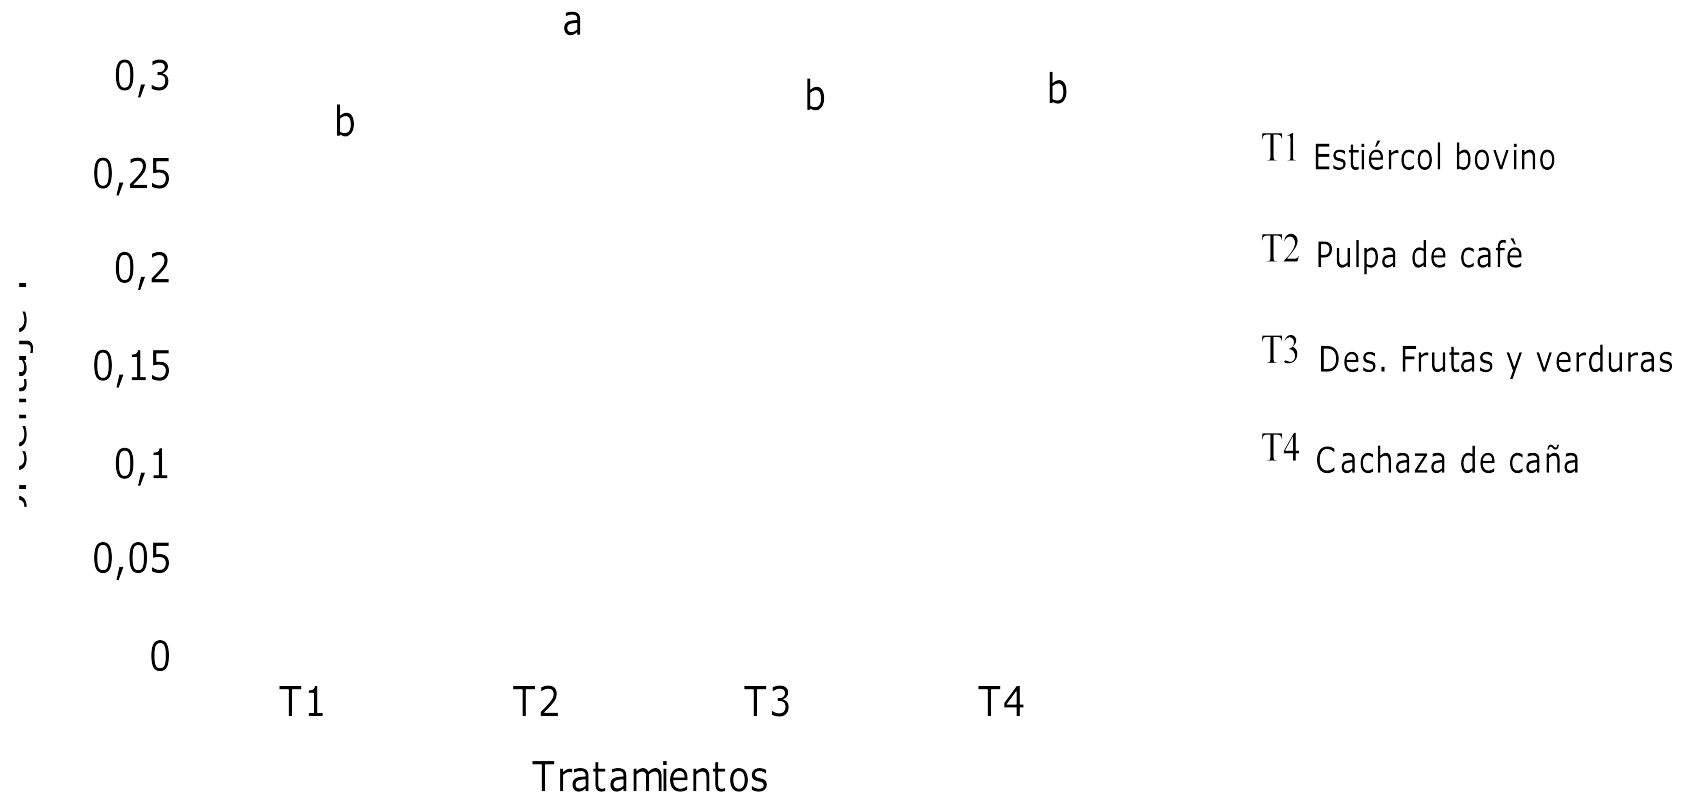 a
0,3
b
b
b
0,25
0,2
0,15
0,1
0,05
0
T1 Estiércol bovino
T2 Pulpa de cafè
T3 Des. Frutas y verduras
T4 Cachaza de caña
T1 T2 T3 T4
Tratamientos